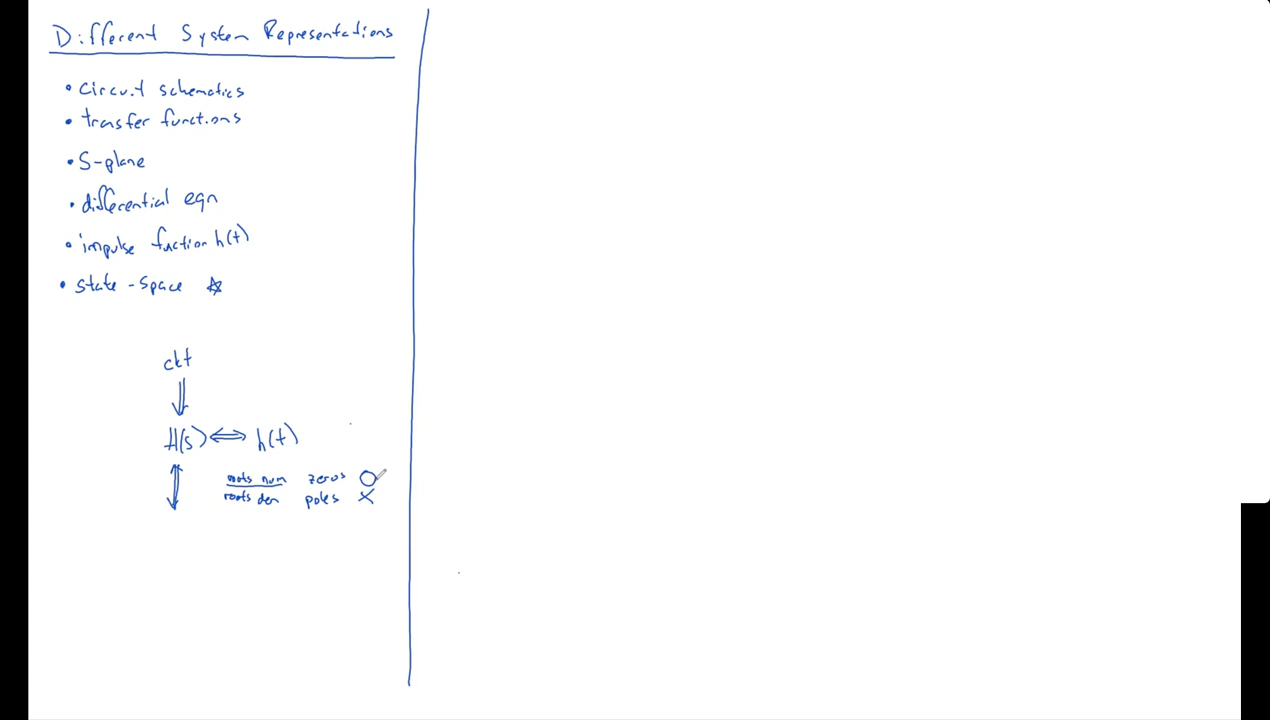 Different System Representations
• circuit schematics
• transfer functions
• S-plane
• differential eqn
• impulse fuction h(t)
• state-space ☆
ckt
⇓
H(s) ⇔ h(t)
⇕
roots num zeros ○
roots den poles ×